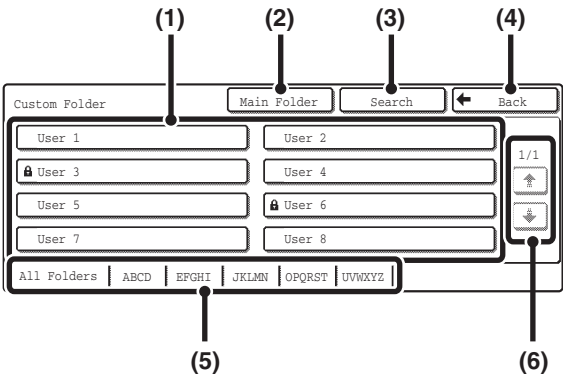 (1) (2) (3) (4)
Custom Folder Main Folder Search Back
User 1 User 2
1/1
User 3 User 4
User 5 User 6
User 7 User 8
All Folders ABCD EFGHI JKLMN OPQRST UVWXYZ
(5) (6)